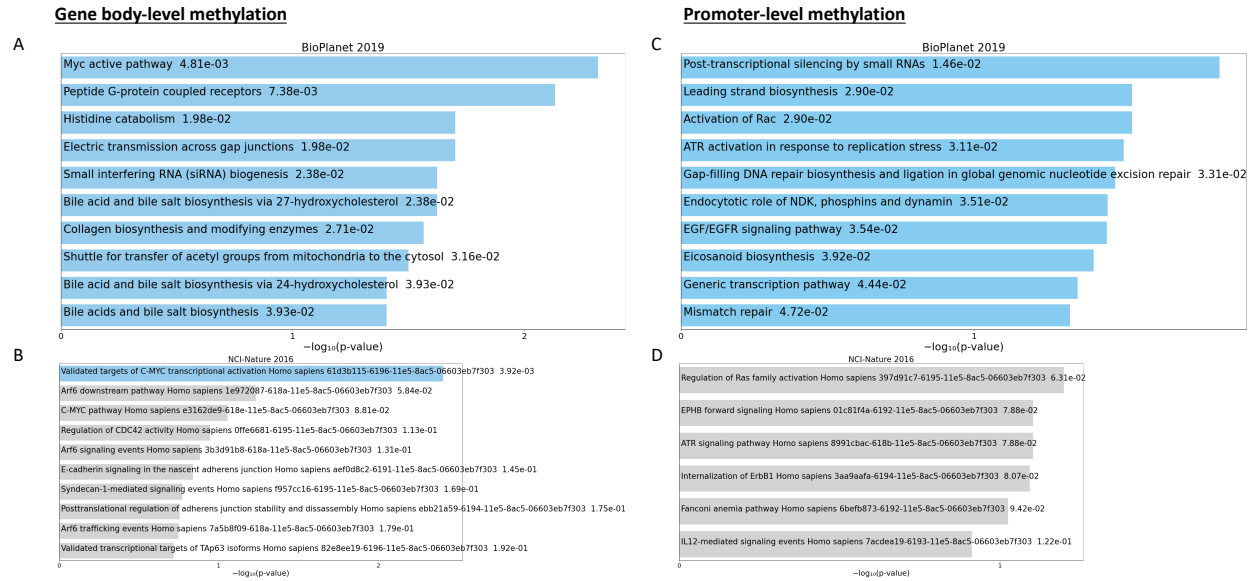 Gene body-level methylation
Promoter-level methylation
A
BioPlanet 2019
Myc active pathway 4.81e-03
Peptide G-protein coupled receptors 7.38e-03
Histidine catabolism 1.98e-02
Electric transmission across gap junctions 1.98e-02
Small interfering RNA (siRNA) biogenesis 2.38e-02
Bile acid and bile salt biosynthesis via 27-hydroxycholesterol 2.38e-02
Collagen biosynthesis and modifying enzymes 2.71e-02
Shuttle for transfer of acetyl groups from mitochondria to the cytosol 3.16e-02
Bile acid and bile salt biosynthesis via 24-hydroxycholesterol 3.93e-02
Bile acids and bile salt biosynthesis 3.93e-02
0 1 2
−log₁₀(p-value)
B
NCI-Nature 2016
Validated targets of C-MYC transcriptional activation Homo sapiens 61d3b115-6196-11e5-8ac5-06603eb7f303 3.92e-03
Arf6 downstream pathway Homo sapiens 1e972087-618a-11e5-8ac5-06603eb7f303 5.84e-02
C-MYC pathway Homo sapiens e3162de9-618e-11e5-8ac5-06603eb7f303 8.81e-02
Regulation of CDC42 activity Homo sapiens 0ffe6681-6195-11e5-8ac5-06603eb7f303 1.13e-01
Arf6 signaling events Homo sapiens 3b3d91b8-618a-11e5-8ac5-06603eb7f303 1.31e-01
E-cadherin signaling in the nascent adherens junction Homo sapiens aef0d8c2-6191-11e5-8ac5-06603eb7f303 1.45e-01
Syndecan-1-mediated signaling events Homo sapiens f957cc16-6195-11e5-8ac5-06603eb7f303 1.69e-01
Posttranslational regulation of adherens junction stability and dissassembly Homo sapiens ebb21a59-6194-11e5-8ac5-06603eb7f303 1.75e-01
Arf6 trafficking events Homo sapiens 7a5b8f09-618a-11e5-8ac5-06603eb7f303 1.79e-01
Validated transcriptional targets of TAp63 isoforms Homo sapiens 82e8ee19-6196-11e5-8ac5-06603eb7f303 1.92e-01
0 1 2
−log₁₀(p-value)
C
BioPlanet 2019
Post-transcriptional silencing by small RNAs 1.46e-02
Leading strand biosynthesis 2.90e-02
Activation of Rac 2.90e-02
ATR activation in response to replication stress 3.11e-02
Gap-filling DNA repair biosynthesis and ligation in global genomic nucleotide excision repair 3.31e-02
Endocytotic role of NDK, phosphins and dynamin 3.51e-02
EGF/EGFR signaling pathway 3.54e-02
Eicosanoid biosynthesis 3.92e-02
Generic transcription pathway 4.44e-02
Mismatch repair 4.72e-02
0 1
−log₁₀(p-value)
D
NCI-Nature 2016
Regulation of Ras family activation Homo sapiens 397d91c7-6195-11e5-8ac5-06603eb7f303 6.31e-02
EPHB forward signaling Homo sapiens 01c81f4a-6192-11e5-8ac5-06603eb7f303 7.88e-02
ATR signaling pathway Homo sapiens 8991cbac-618b-11e5-8ac5-06603eb7f303 7.88e-02
Internalization of ErbB1 Homo sapiens 3aa9aafa-6194-11e5-8ac5-06603eb7f303 8.07e-02
Fanconi anemia pathway Homo sapiens 6befb873-6192-11e5-8ac5-06603eb7f303 9.42e-02
IL12-mediated signaling events Homo sapiens 7acdea19-6193-11e5-8ac5-06603eb7f303 1.22e-01
0 1
−log₁₀(p-value)